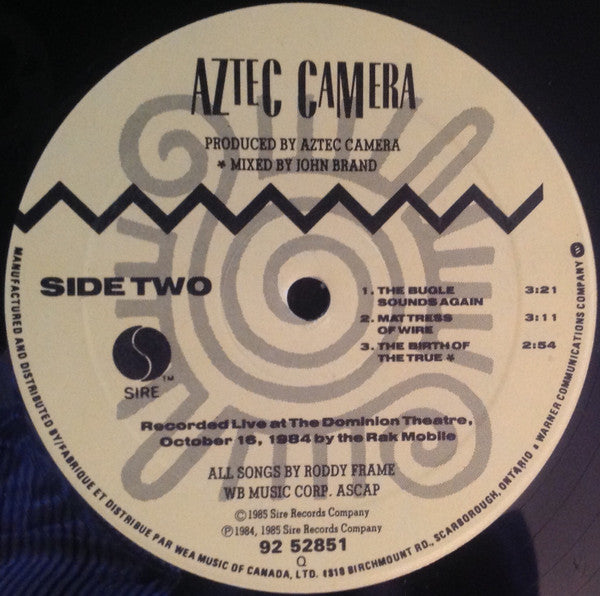 AZTEC CAMERA
PRODUCED BY AZTEC CAMERA
* MIXED BY JOHN BRAND
SIDE TWO
1. THE BUGLE SOUNDS AGAIN 3:21
2. MATTRESS OF WIRE 3:11
3. THE BIRTH OF THE TRUE * 2:54
S
SIRE ™
Recorded Live at The Dominion Theatre,
October 16, 1984 by the Rak Mobile
ALL SONGS BY RODDY FRAME
WB MUSIC CORP. ASCAP
©1985 Sire Records Company
℗ 1984, 1985 Sire Records Company
92 52851
Q
MANUFACTURED AND DISTRIBUTED BY/FABRIQUE ET DISTRIBUE PAR WEA MUSIC OF CANADA, LTD. 1810 BIRCHMOUNT RD., SCARBOROUGH, ONTARIO • WARNER COMMUNICATIONS COMPANY